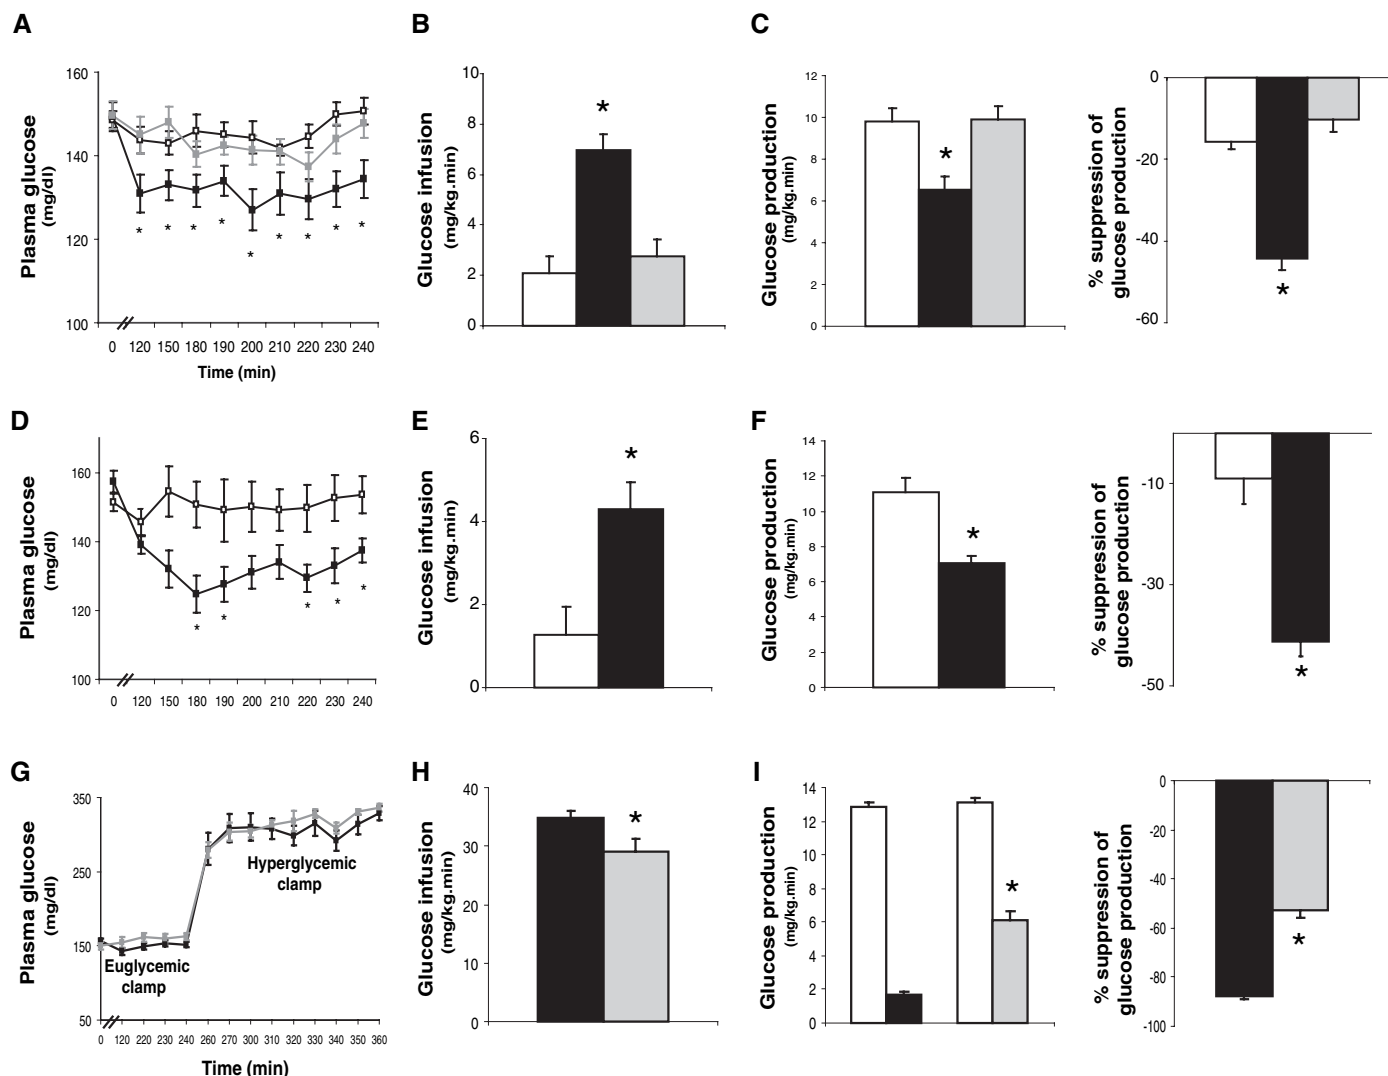 A
Plasma glucose
(mg/dl)
160
140
120
100
* * * * * * * * *
0 120 150 180 190 200 210 220 230 240
Time (min)
B
Glucose infusion
(mg/kg.min)
10
8
6
4
2
0
*
C
Glucose production
(mg/kg.min)
12
10
8
6
4
2
0
*
% suppression of
glucose production
0
-20
-40
-60
*
D
Plasma glucose
(mg/dl)
160
140
120
100
* * * * *
0 120 150 180 190 200 210 220 230 240
E
Glucose infusion
(mg/kg.min)
6
4
2
0
*
F
Glucose production
(mg/kg.min)
14
12
10
8
6
4
2
0
*
% suppression of
glucose production
-10
-30
-50
*
G
Plasma glucose
(mg/dl)
350
250
150
50
Hyperglycemic
clamp
Euglycemic
clamp
0 120 220 230 240 260 270 300 310 320 330 340 350 360
Time (min)
H
Glucose infusion
(mg/kg.min)
40
30
20
10
0
*
I
Glucose production
(mg/kg.min)
14
12
10
8
6
4
2
0
*
% suppression of
glucose production
0
-20
-40
-60
-80
-100
*